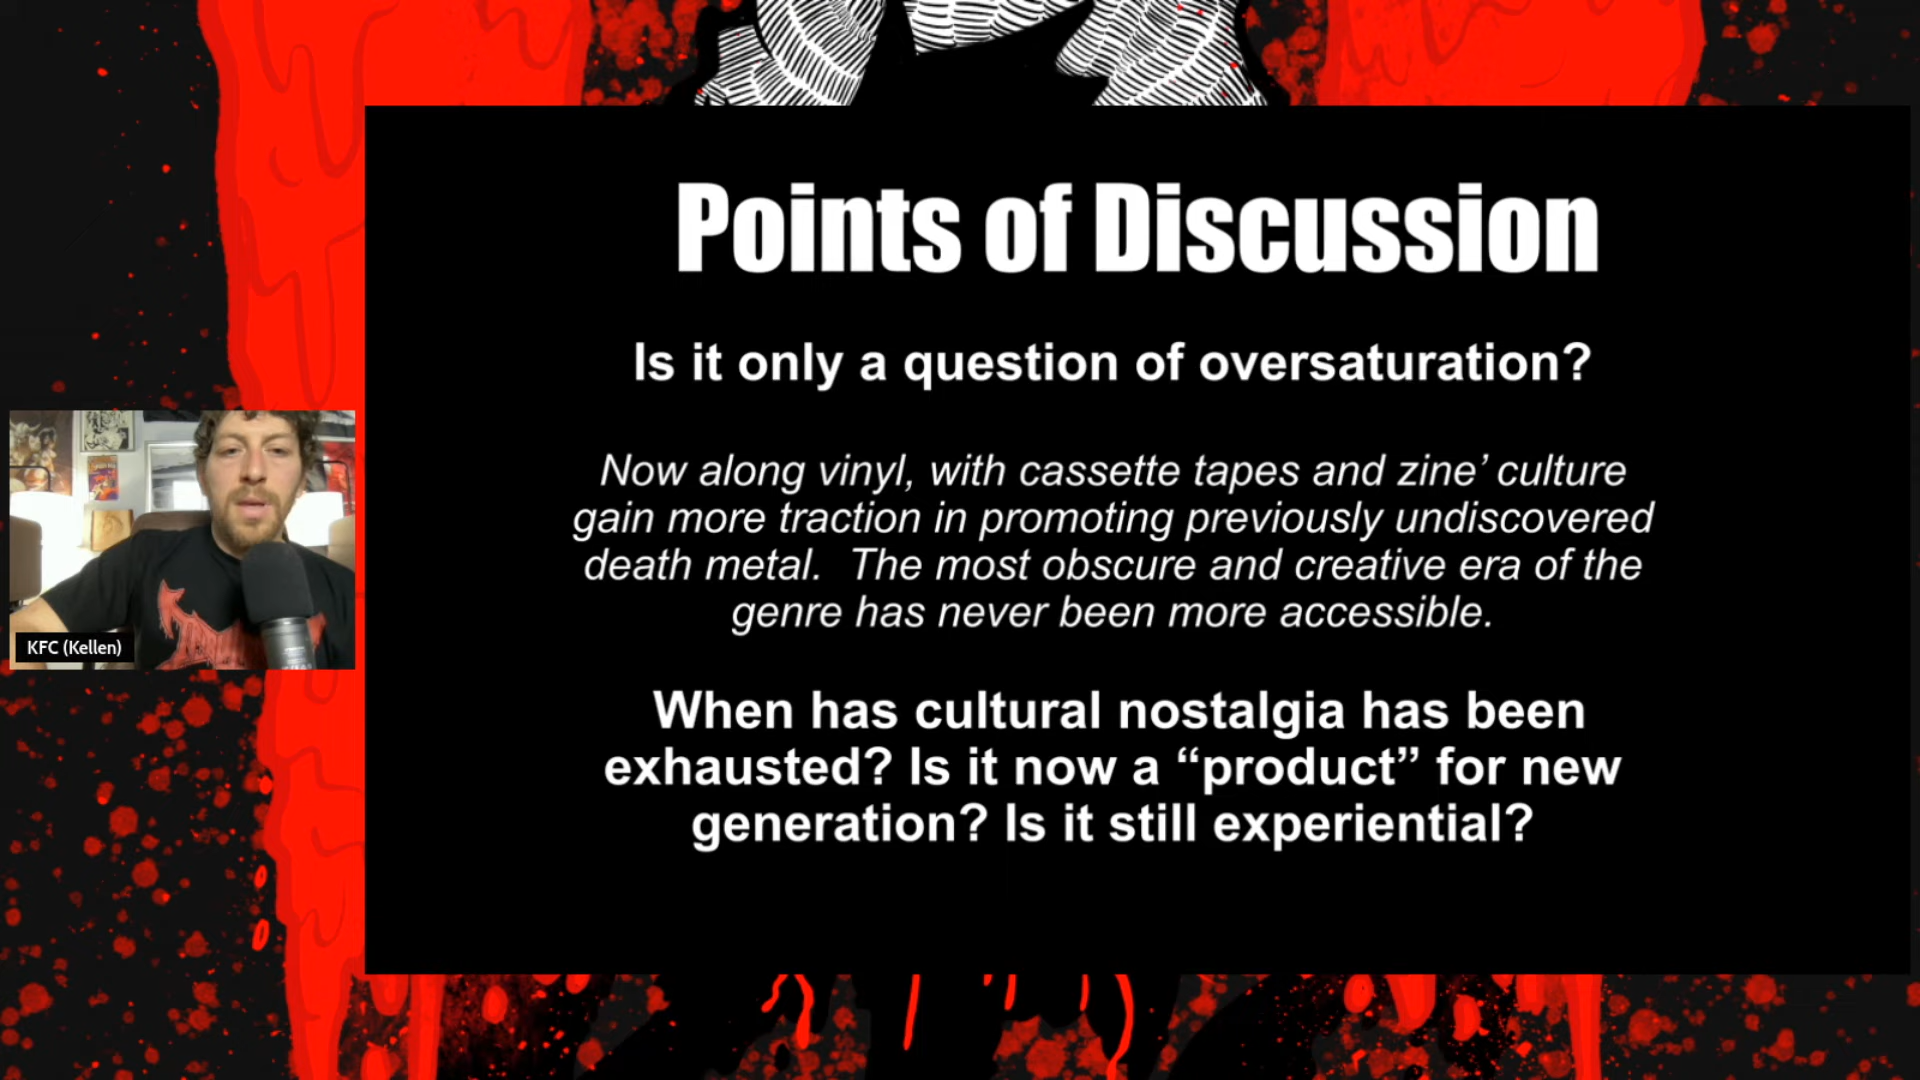 Points of Discussion
Is it only a question of oversaturation?
Now along vinyl, with cassette tapes and zine’ culture
gain more traction in promoting previously undiscovered
death metal.  The most obscure and creative era of the
genre has never been more accessible.
When has cultural nostalgia has been
exhausted? Is it now a “product” for new
generation? Is it still experiential?
KFC (Kellen)